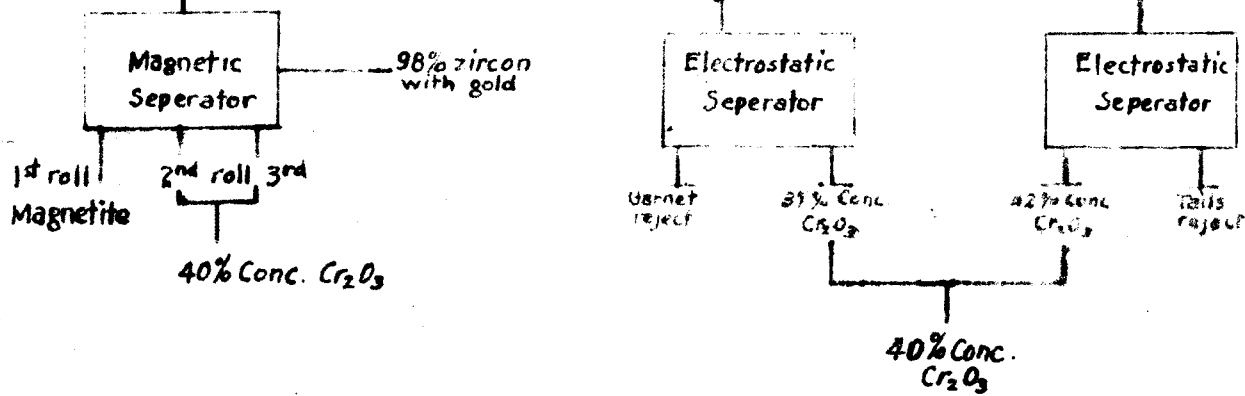 Magnetic
Seperator
98% zircon
with gold
1st roll 2nd roll 3rd
Magnetite
40% Conc. Cr2O3
Electrostatic
Seperator
Garnet
reject
Conc.
Cr2O3
Electrostatic
Seperator
42% Conc
Cr2O3
Tails
reject
40% Conc.
Cr2O3